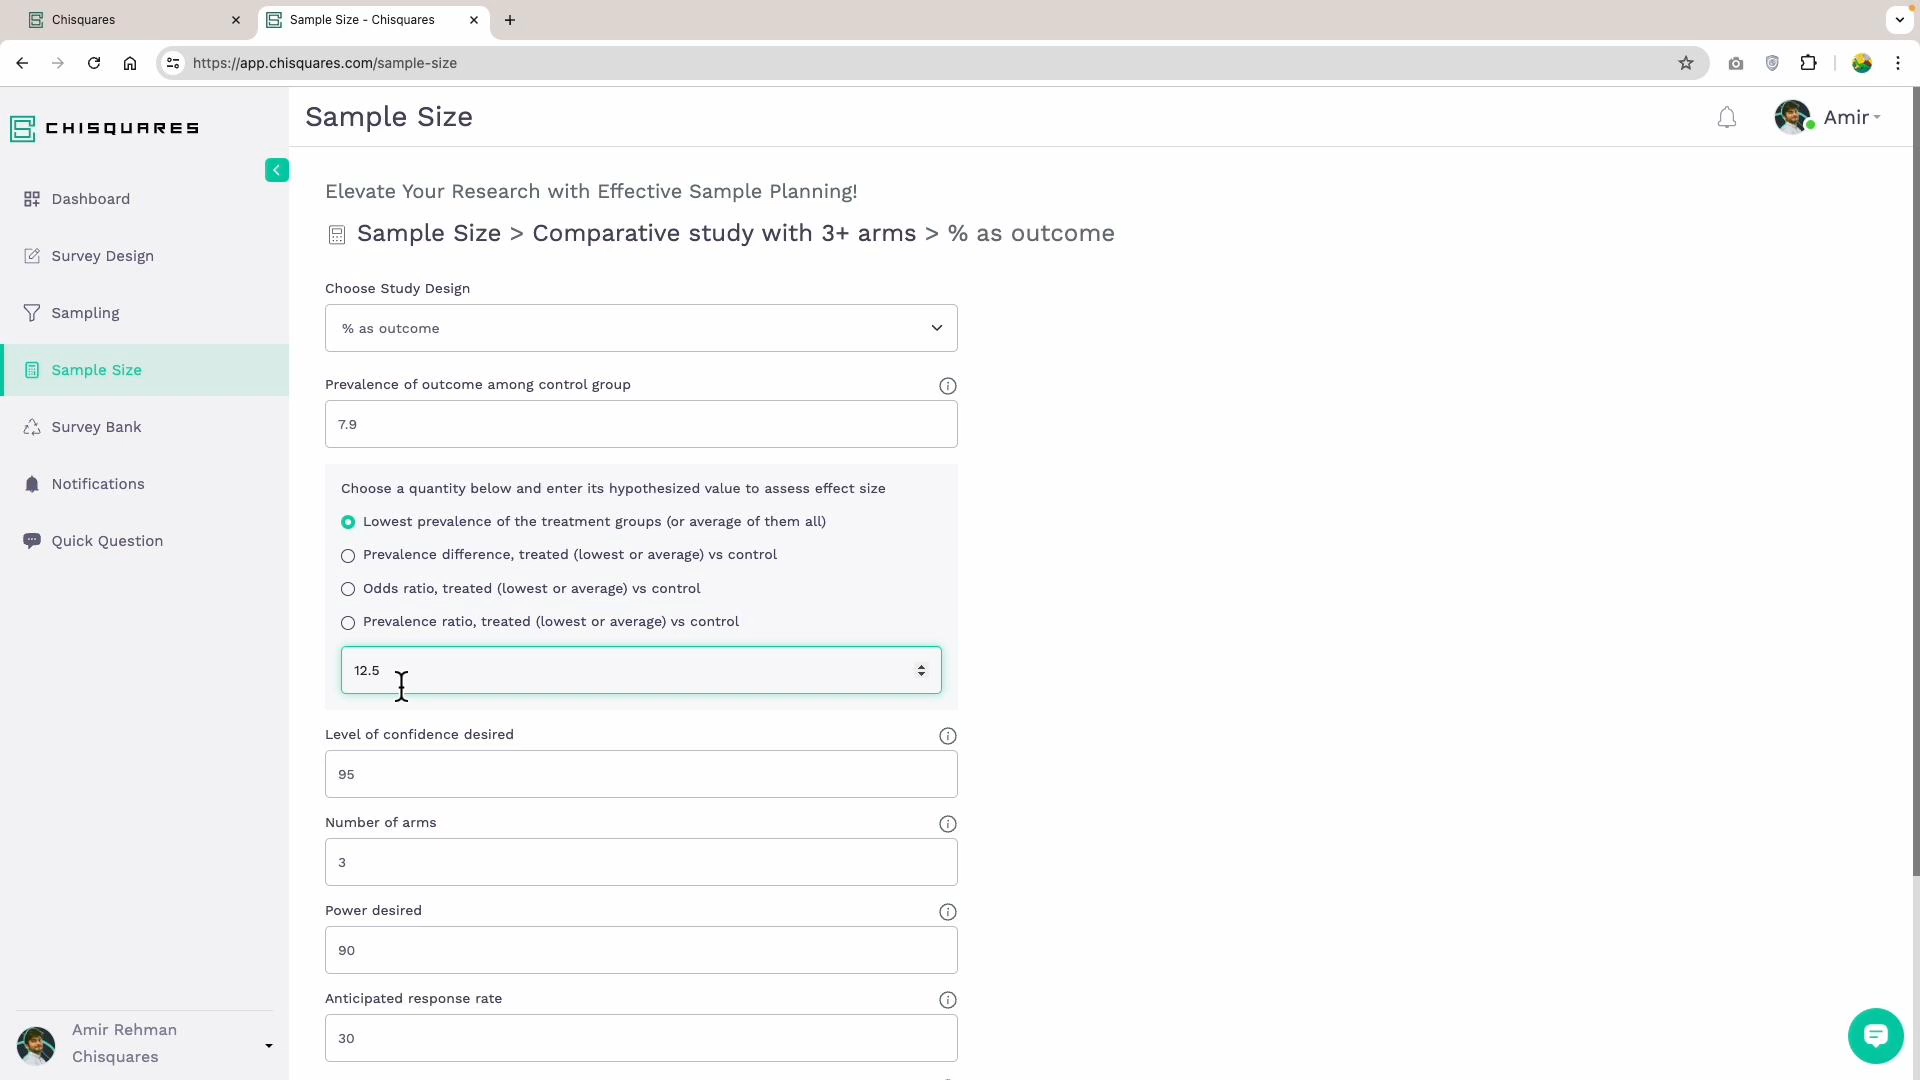 Chisquares
Sample Size - Chisquares
https://app.chisquares.com/sample-size
CHISQUARES
Sample Size
Amir
Dashboard
Survey Design
Sampling
Sample Size
Survey Bank
Notifications
Quick Question
Elevate Your Research with Effective Sample Planning!
Sample Size > Comparative study with 3+ arms > % as outcome
Choose Study Design
% as outcome
Prevalence of outcome among control group
7.9
Choose a quantity below and enter its hypothesized value to assess effect size
Lowest prevalence of the treatment groups (or average of them all)
Prevalence difference, treated (lowest or average) vs control
Odds ratio, treated (lowest or average) vs control
Prevalence ratio, treated (lowest or average) vs control
12.5
Level of confidence desired
95
Number of arms
3
Power desired
90
Anticipated response rate
30
Amir Rehman
Chisquares